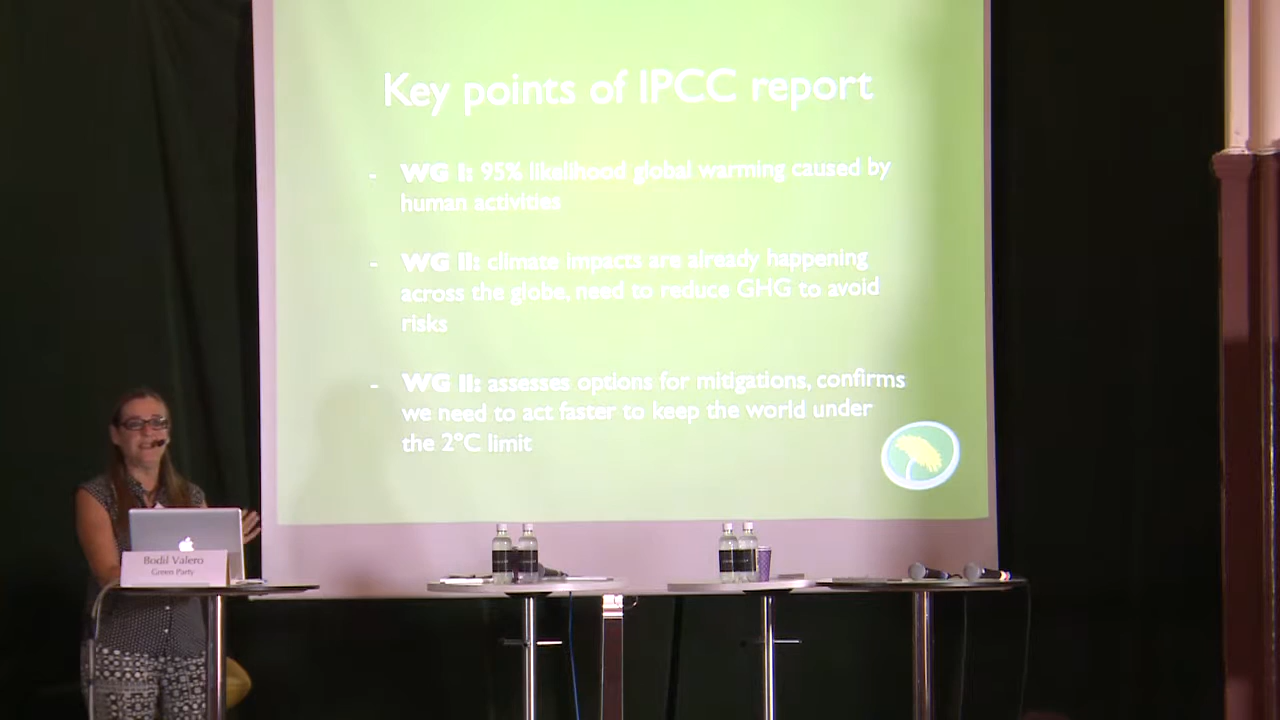 Key points of IPCC report
- WG I: 95% likelihood global warming caused by
human activities
- WG II: climate impacts are already happening
across the globe, need to reduce GHG to avoid
risks
- WG II: assesses options for mitigations, confirms
we need to act faster to keep the world under
the 2°C limit
Bodil Valero
Green Party